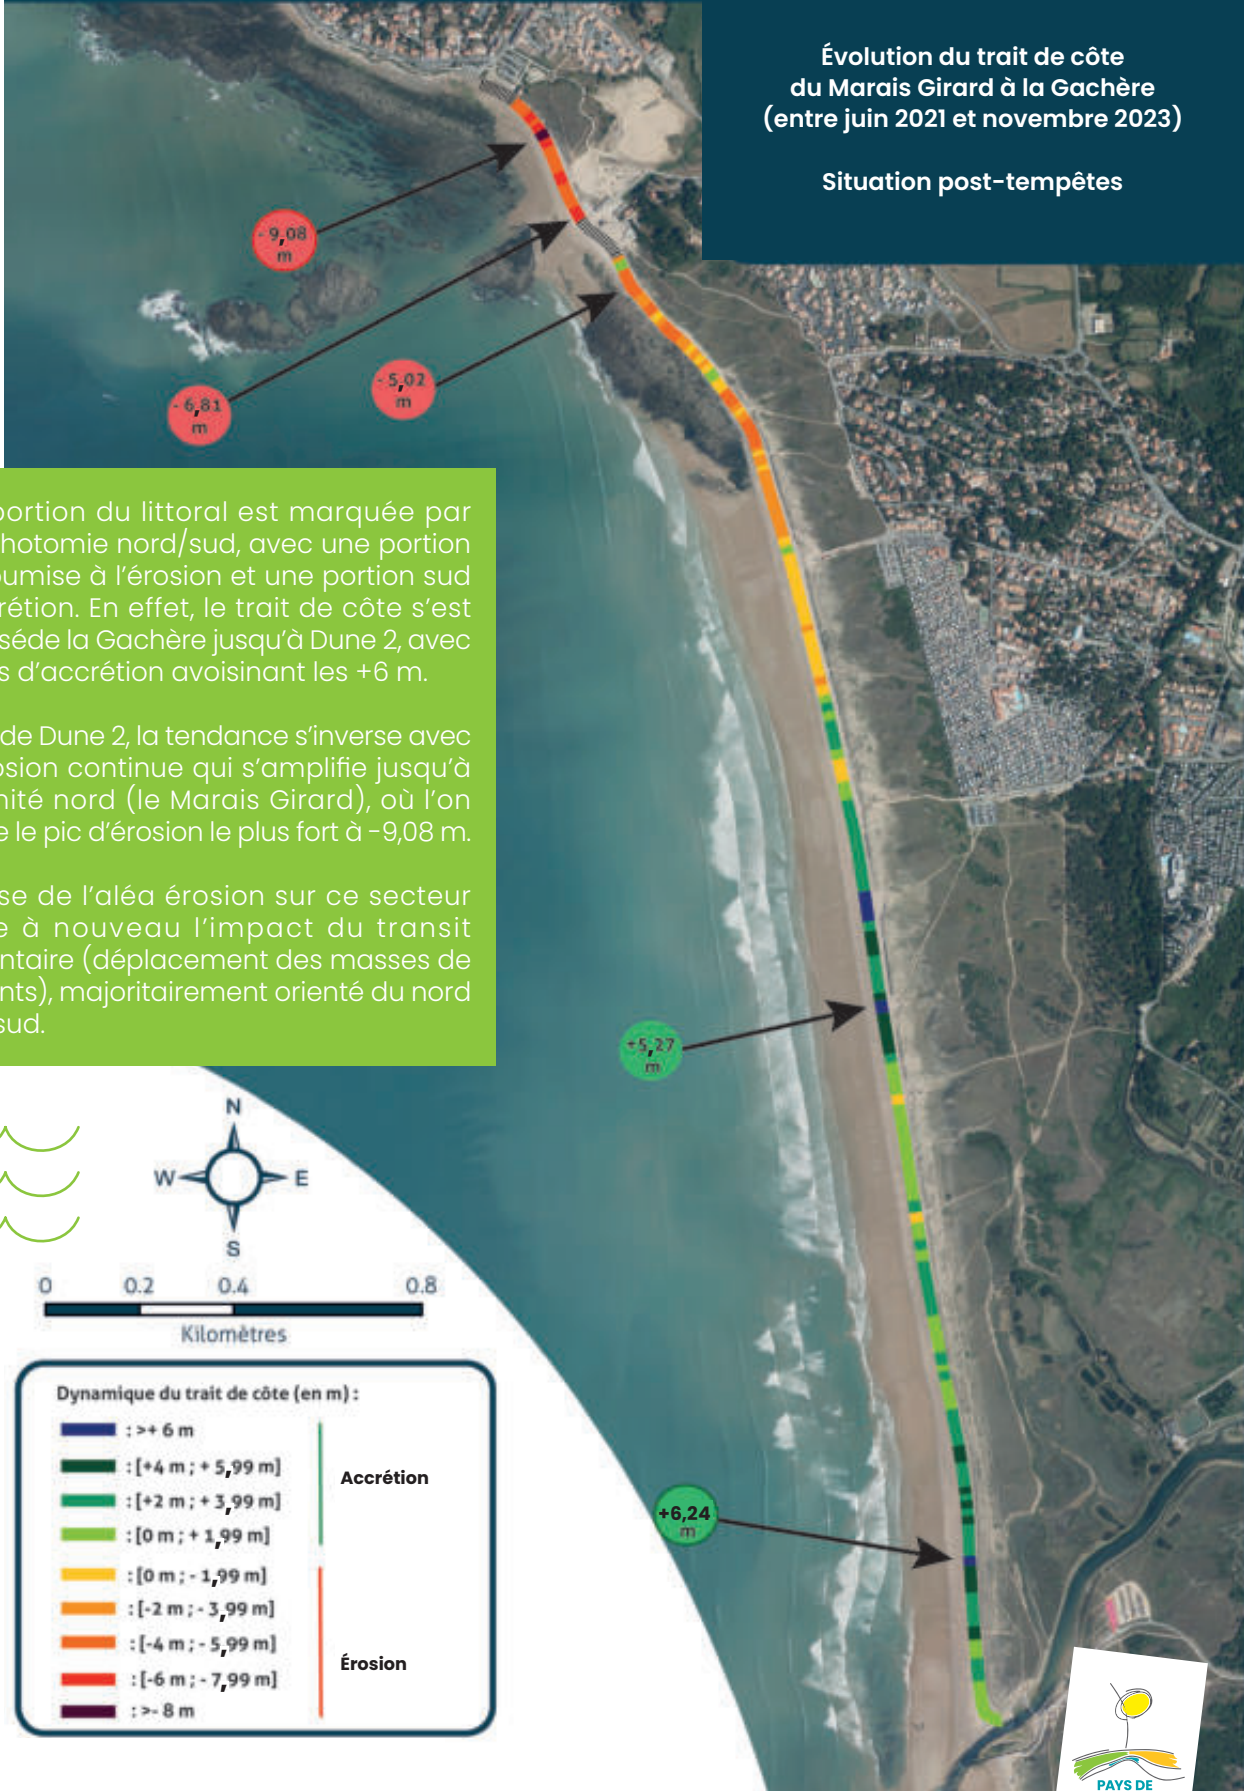 Évolution du trait de côte
du Marais Girard à la Gachère
(entre juin 2021 et novembre 2023)
Situation post-tempêtes
- 9,08
m
- 6,81
m
- 5,02
m
portion du littoral est marquée par
hotomie nord/sud, avec une portion
oumise à l’érosion et une portion sud
rétion. En effet, le trait de côte s’est
séde la Gachère jusqu’à Dune 2, avec
s d’accrétion avoisinant les +6 m.
de Dune 2, la tendance s’inverse avec
osion continue qui s’amplifie jusqu’à
nité nord (le Marais Girard), où l’on
e le pic d’érosion le plus fort à -9,08 m.
se de l’aléa érosion sur ce secteur
e à nouveau l’impact du transit
ntaire (déplacement des masses de
nts), majoritairement orienté du nord
sud.
+5,27
m
N
W E
S
0 0.2 0.4 0.8
Kilomètres
Dynamique du trait de côte (en m) :
: >+ 6 m
: [+4 m ; + 5,99 m]
: [+2 m ; + 3,99 m]
: [0 m ; + 1,99 m]
Accrétion
: [0 m ; - 1,99 m]
: [-2 m ; - 3,99 m]
: [-4 m ; - 5,99 m]
: [-6 m ; - 7,99 m]
: >- 8 m
Érosion
+6,24
m
PAYS DE